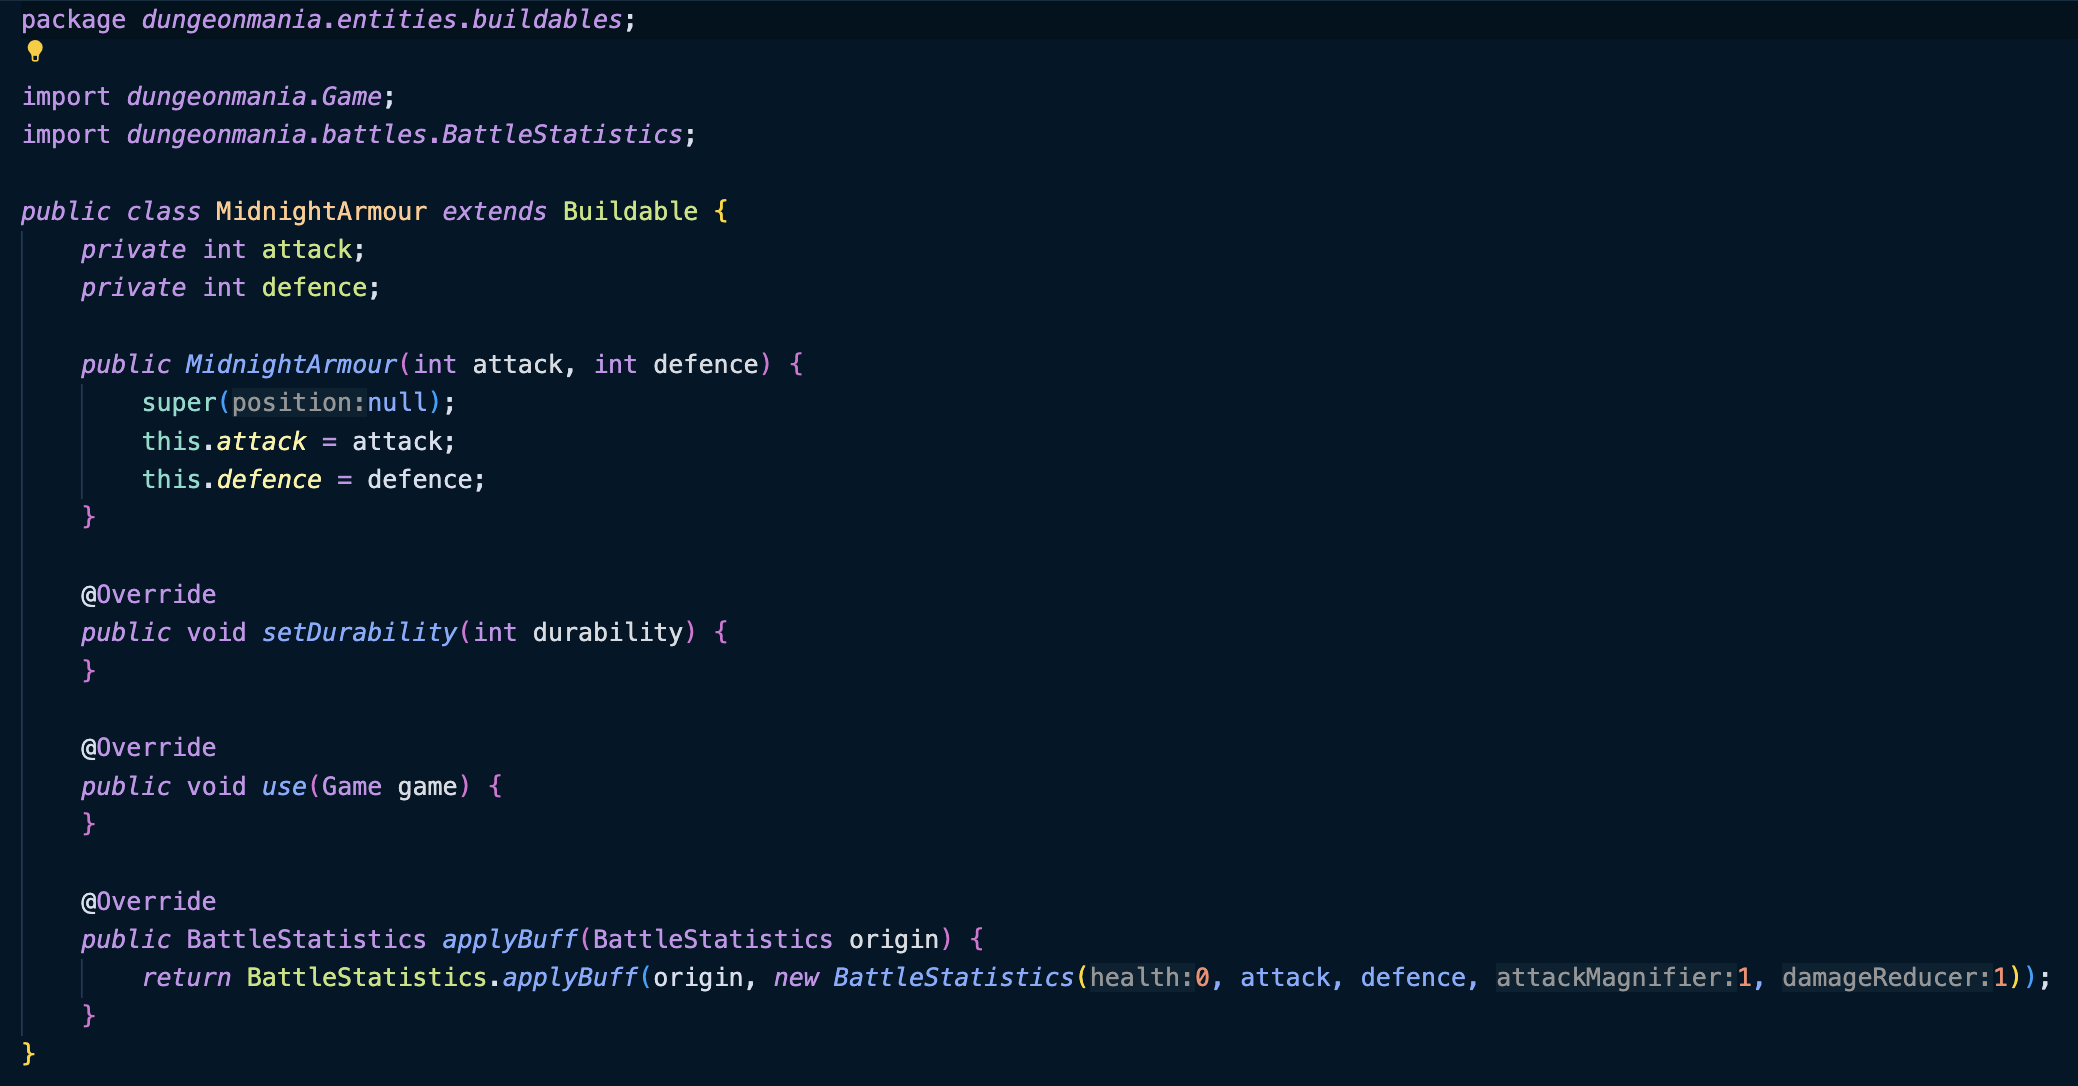 package dungeonmania.entities.buildables;
import dungeonmania.Game;
import dungeonmania.battles.BattleStatistics;
public class MidnightArmour extends Buildable {
private int attack;
private int defence;
public MidnightArmour(int attack, int defence) {
super(position:null);
this.attack = attack;
this.defence = defence;
}
@Override
public void setDurability(int durability) {
}
@Override
public void use(Game game) {
}
@Override
public BattleStatistics applyBuff(BattleStatistics origin) {
return BattleStatistics.applyBuff(origin, new BattleStatistics(health:0, attack, defence, attackMagnifier:1, damageReducer:1));
}
}